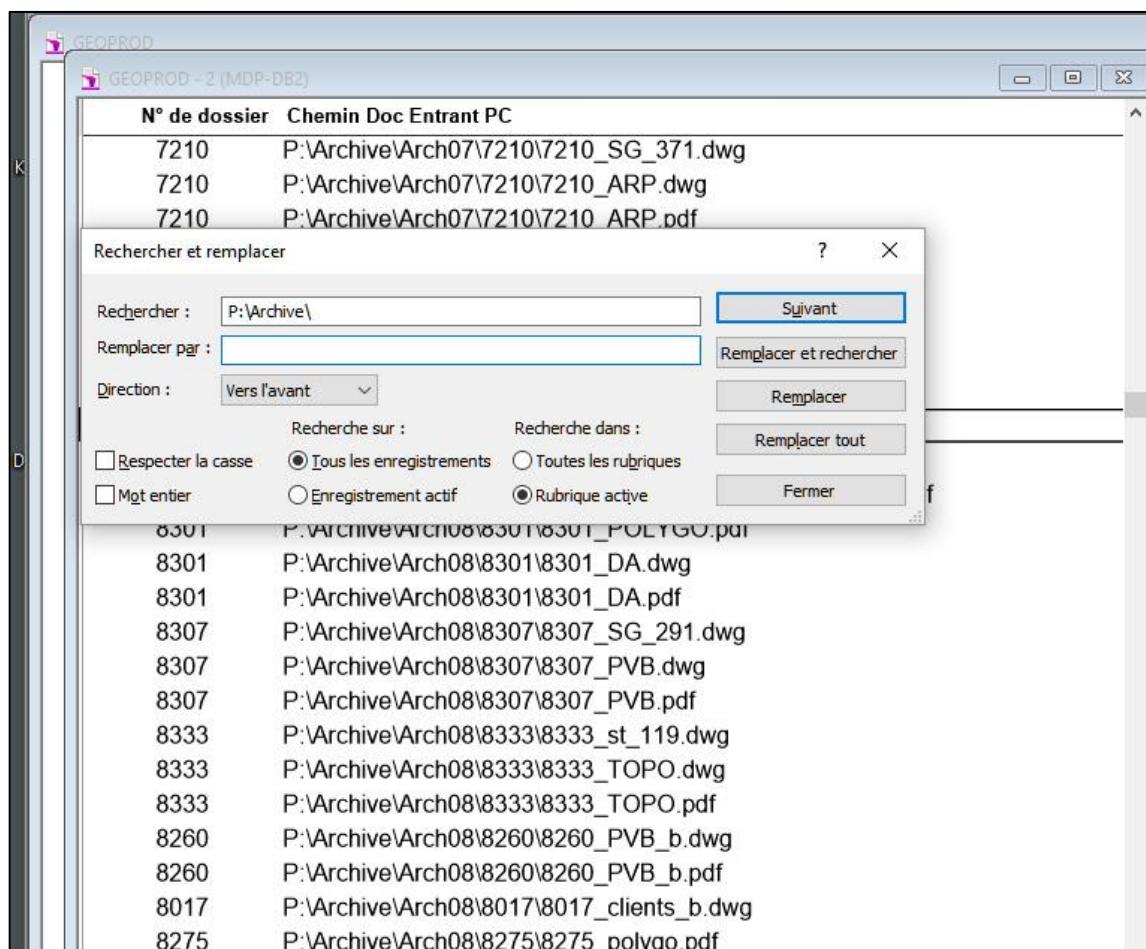 GEOPROD
GEOPROD - 2 (MDP-DB2)
N° de dossier Chemin Doc Entrant PC
7210 P:\Archive\Arch07\7210\7210_SG_371.dwg
K
7210 P:\Archive\Arch07\7210\7210_ARP.dwg
7210 P:\Archive\Arch07\7210\7210_ARP.pdf
Rechercher et remplacer ?
Rechercher : P:\Archive\ Suivant
Remplacer par : Remplacer et rechercher
Direction : Vers l'avant Remplacer
Recherche sur : Recherche dans : Remplacer tout
D
Respecter la casse Tous les enregistrements Toutes les rubriques
Mot entier Enregistrement actif Rubrique active Fermer
f
8301 P:\Archive\Arch08\8301\8301_POLYGO.pdf
8301 P:\Archive\Arch08\8301\8301_DA.dwg
8301 P:\Archive\Arch08\8301\8301_DA.pdf
8307 P:\Archive\Arch08\8307\8307_SG_291.dwg
8307 P:\Archive\Arch08\8307\8307_PVB.dwg
8307 P:\Archive\Arch08\8307\8307_PVB.pdf
8333 P:\Archive\Arch08\8333\8333_st_119.dwg
8333 P:\Archive\Arch08\8333\8333_TOPO.dwg
8333 P:\Archive\Arch08\8333\8333_TOPO.pdf
8260 P:\Archive\Arch08\8260\8260_PVB_b.dwg
8260 P:\Archive\Arch08\8260\8260_PVB_b.pdf
8017 P:\Archive\Arch08\8017\8017_clients_b.dwg
8275 P:\Archive\Arch08\8275\8275_polygo.pdf